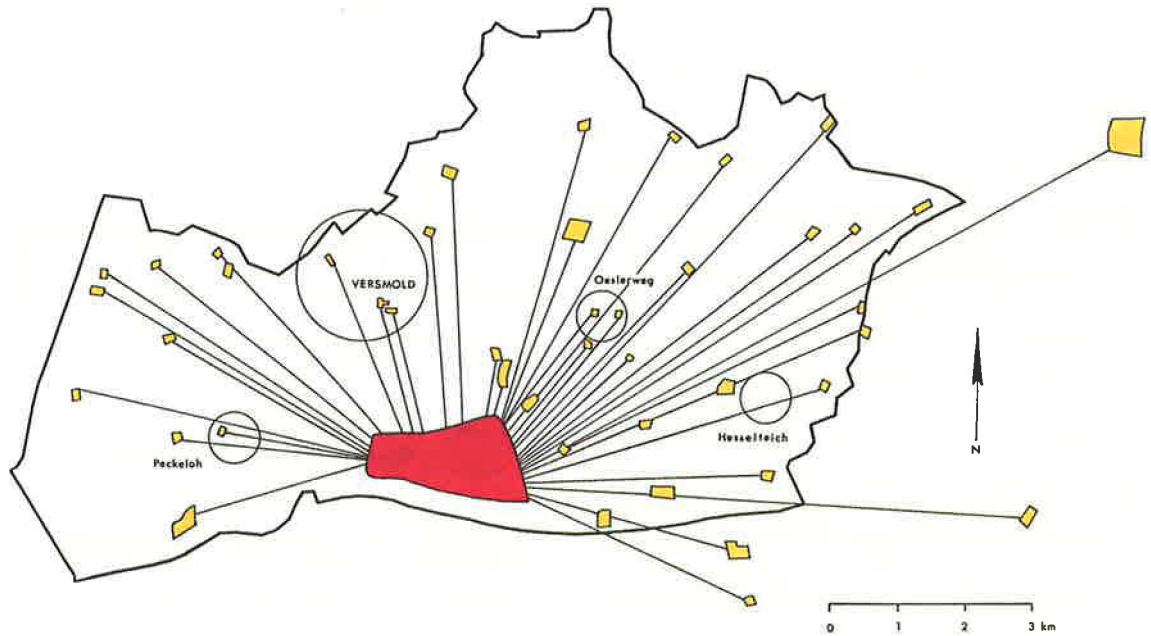 VERSMOLD
Oesterweg
Hesselteich
Peckeloh
N
0 1 2 3 km